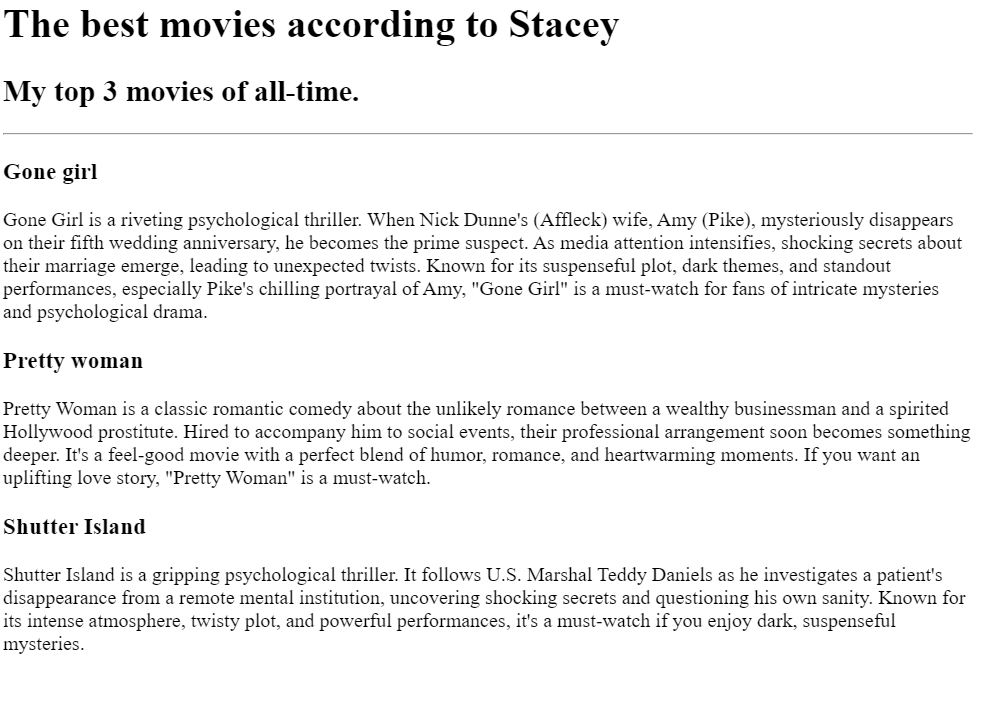 The best movies according to Stacey
My top 3 movies of all-time.
Gone girl
Gone Girl is a riveting psychological thriller. When Nick Dunne's (Affleck) wife, Amy (Pike), mysteriously disappears
on their fifth wedding anniversary, he becomes the prime suspect. As media attention intensifies, shocking secrets about
their marriage emerge, leading to unexpected twists. Known for its suspenseful plot, dark themes, and standout
performances, especially Pike's chilling portrayal of Amy, "Gone Girl" is a must-watch for fans of intricate mysteries
and psychological drama.
Pretty woman
Pretty Woman is a classic romantic comedy about the unlikely romance between a wealthy businessman and a spirited
Hollywood prostitute. Hired to accompany him to social events, their professional arrangement soon becomes something
deeper. It's a feel-good movie with a perfect blend of humor, romance, and heartwarming moments. If you want an
uplifting love story, "Pretty Woman" is a must-watch.
Shutter Island
Shutter Island is a gripping psychological thriller. It follows U.S. Marshal Teddy Daniels as he investigates a patient's
disappearance from a remote mental institution, uncovering shocking secrets and questioning his own sanity. Known for
its intense atmosphere, twisty plot, and powerful performances, it's a must-watch if you enjoy dark, suspenseful
mysteries.